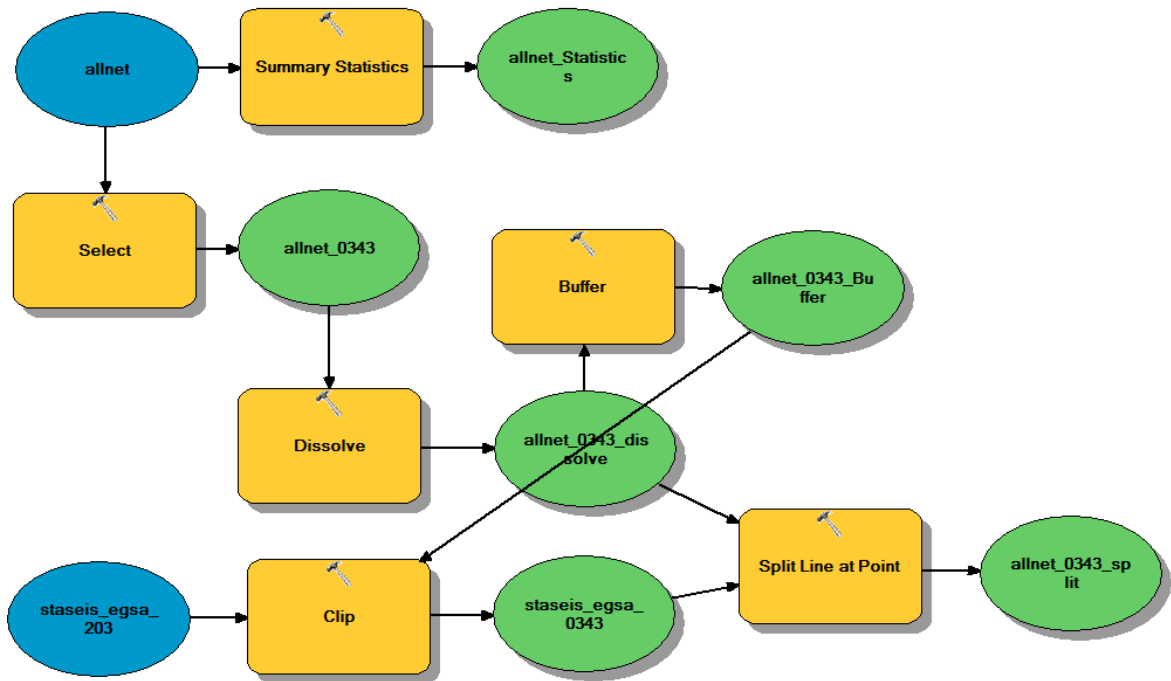 allnet
Summary Statistics
allnet_Statistic
s
Select
allnet_0343
Buffer
allnet_0343_Bu
ffer
Dissolve
allnet_0343_dis
solve
Split Line at Point
allnet_0343_sp
lit
staseis_egsa_
203
Clip
staseis_egsa_
0343